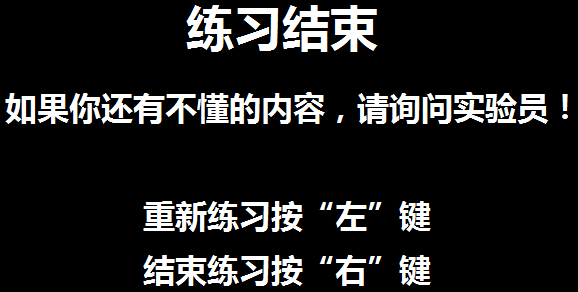 练习结束
如果你还有不懂的内容，请询问实验员！
重新练习按“左”键
结束练习按“右”键